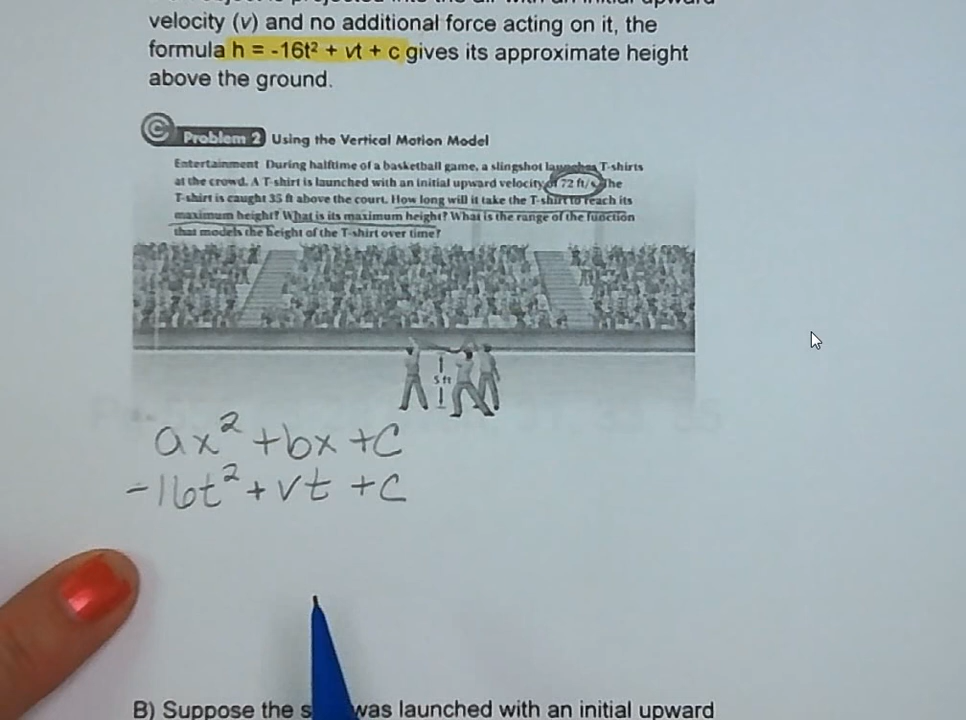 velocity (v) and no additional force acting on it, the
formula h = -16t² + vt + c gives its approximate height
above the ground.
© Problem 2 Using the Vertical Motion Model
Entertainment During halftime of a basketball game, a slingshot launches T-shirts
at the crowd. A T-shirt is launched with an initial upward velocity of 72 ft/s. The
T-shirt is caught 35 ft above the court. How long will it take the T-shirt to reach its
maximum height? What is its maximum height? What is the range of the function
that models the height of the T-shirt over time?
5 ft
ax² + bx + c
-16t² + vt + c
B) Suppose the was launched with an initial upward